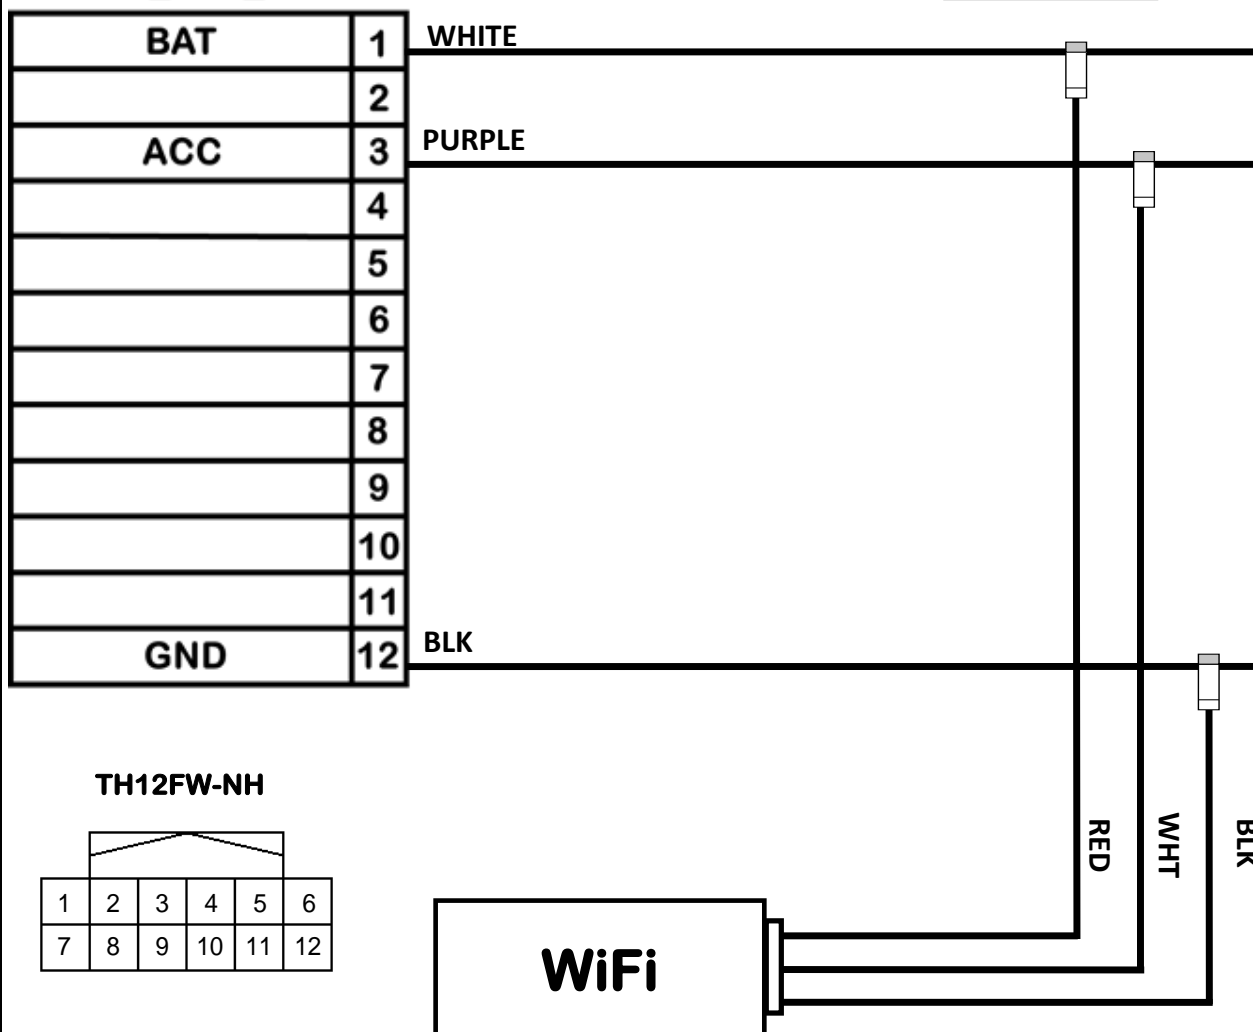 BAT 1 WHITE
2
ACC 3 PURPLE
4
5
6
7
8
9
10
11
GND 12 BLK
TH12FW-NH
1 2 3 4 5 6
7 8 9 10 11 12
WiFi
RED
WHT
BLK